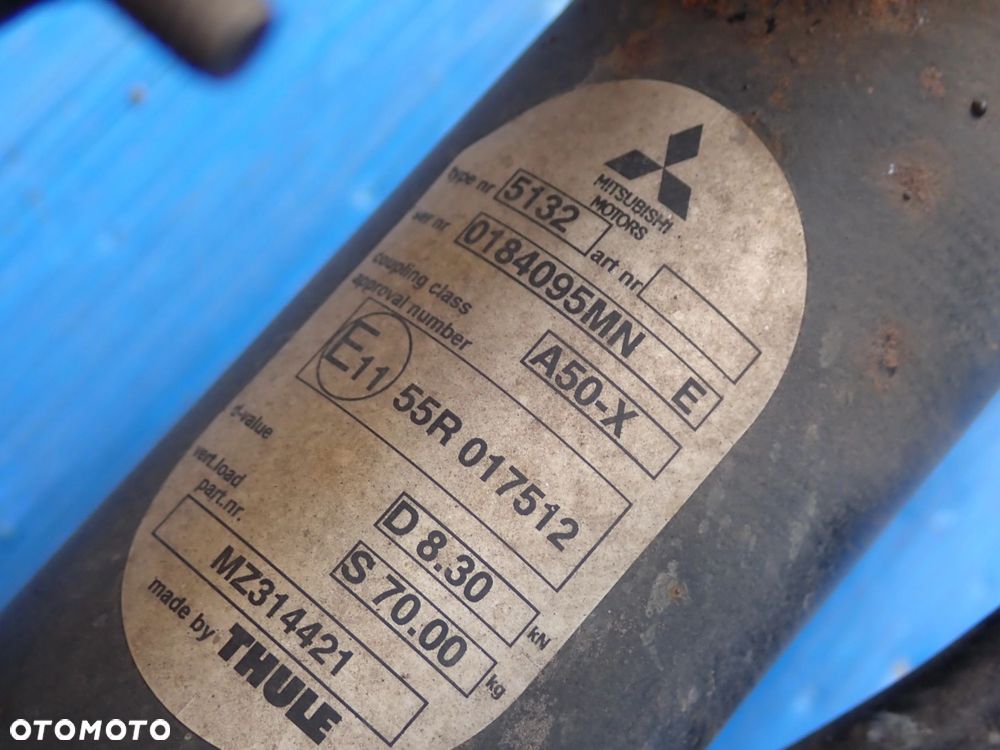 MITSUBISHI
MOTORS
type nr 5132 art nr
ser nr 0184095MN E
coupling class A50-X
approval number
E11 55R 017512
d-value D 8.30 kN
vert.load S 70.00 kg
part.nr. MZ314421
made by THULE
OTOMOTO